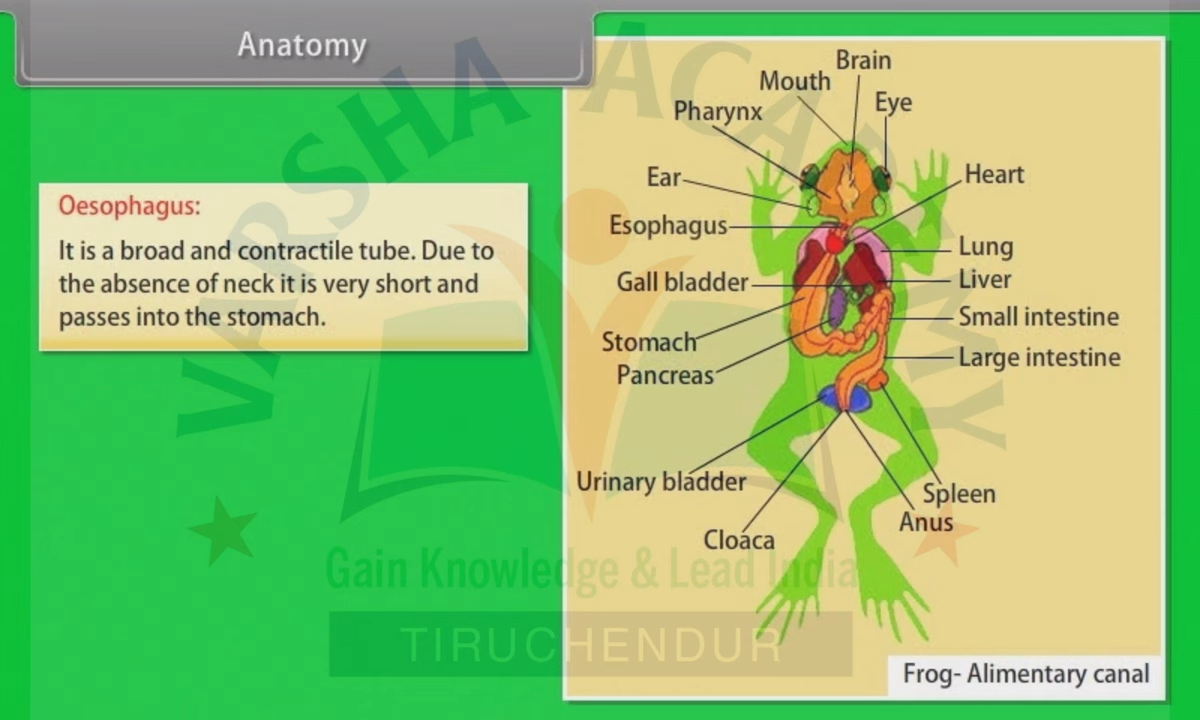 Anatomy
Oesophagus:
It is a broad and contractile tube. Due to
the absence of neck it is very short and
passes into the stomach.
Brain
Mouth
Eye
Pharynx
Ear
Heart
Esophagus
Lung
Gall bladder
Liver
Small intestine
Stomach
Large intestine
Pancreas
Urinary bladder
Spleen
Anus
Cloaca
Frog- Alimentary canal
VARSHA ACADEMY
Gain Knowledge & Lead India
TIRUCHENDUR